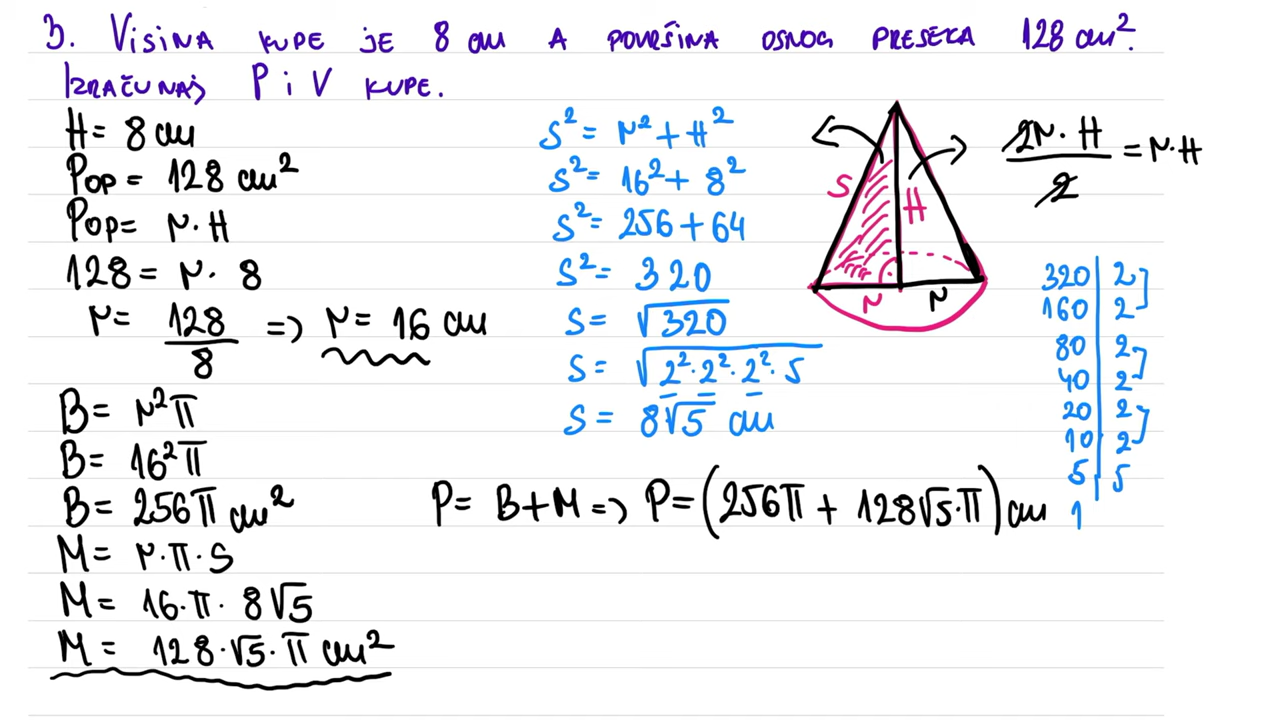 3. VISINA KUPE JE 8 cm A POVRŠINA OSNOG PRESEKA 128 cm².
IZRAČUNAJ P i V KUPE.
H = 8 cm
Pop = 128 cm²
Pop = r · H
128 = r · 8
r = 128/8 => r = 16 cm
B = r²π
B = 16²π
B = 256π cm²
M = r·π·s
M = 16·π·8√5
M = 128·√5·π cm²
s² = r² + H²
s² = 16² + 8²
s² = 256 + 64
s² = 320
s = √320
s = √2²·2²·2²·5
s = 8√5 cm
P = B + M => P = (256π + 128√5·π) cm
s
H
r
r
2r · H / 2 = r·H
320 | 2
160 | 2
80 | 2
40 | 2
20 | 2
10 | 2
5 | 5
1